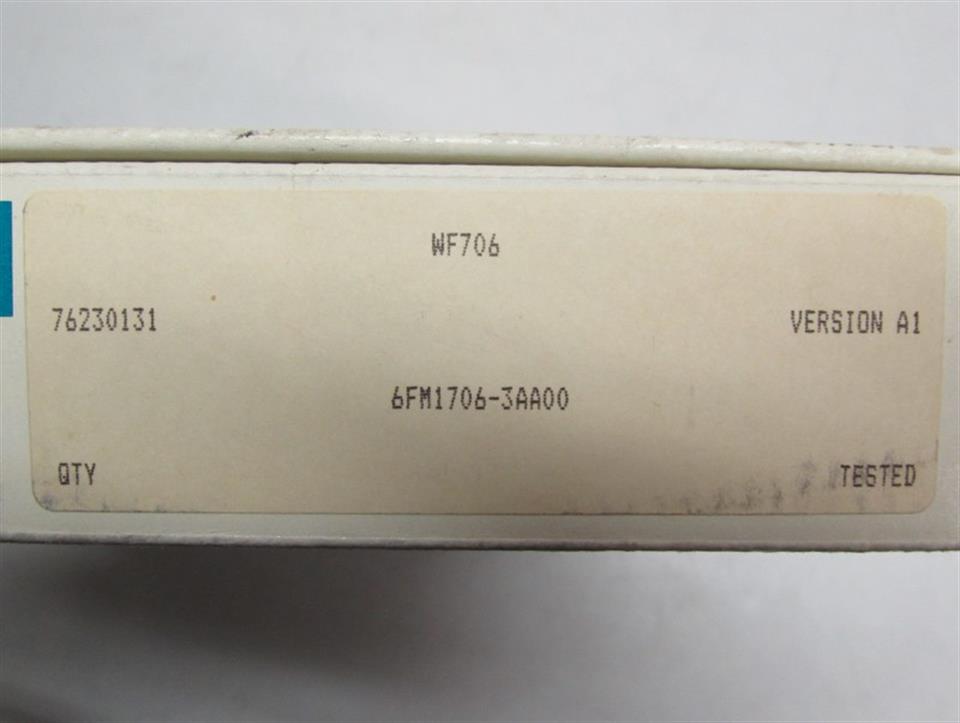 WF706
76230131 VERSION A1
6FM1706-3AA00
QTY TESTED